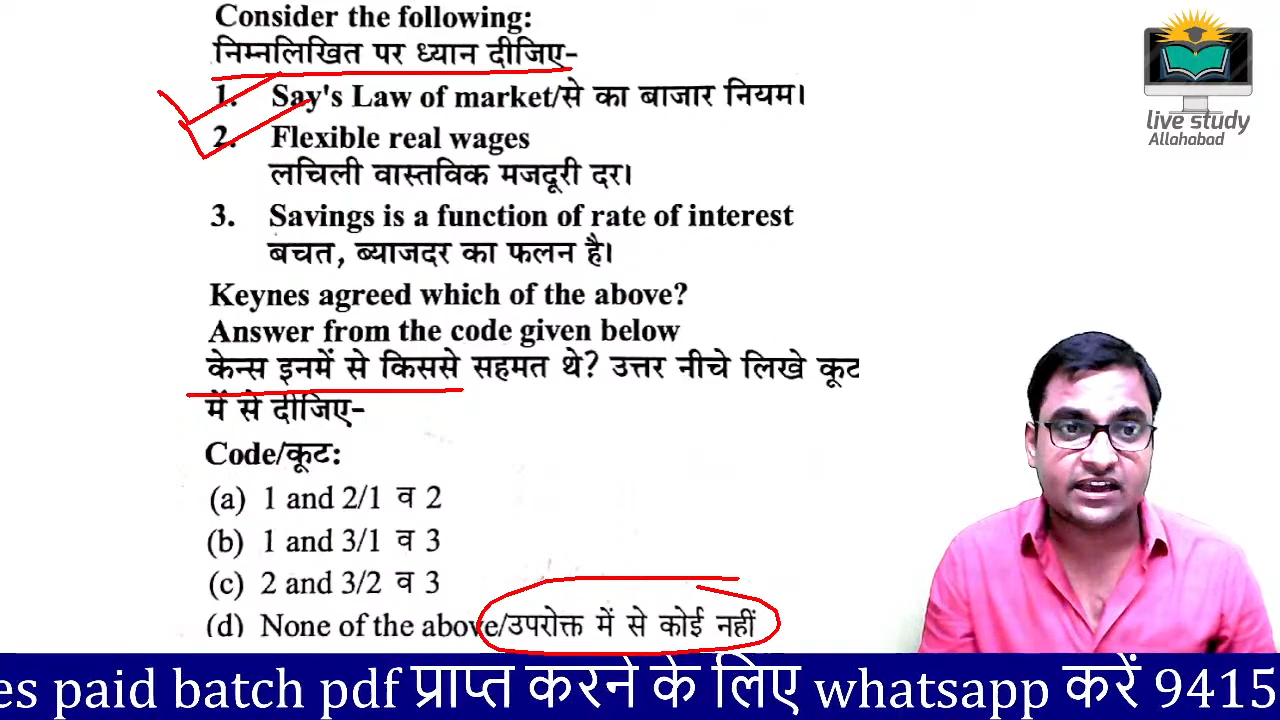 Consider the following:
निम्नलिखित पर ध्यान दीजिए-
1. Say's Law of market/से का बाजार नियम।
2. Flexible real wages
लचिली वास्तविक मजदूरी दर।
3. Savings is a function of rate of interest
बचत, ब्याजदर का फलन है।
Keynes agreed which of the above?
Answer from the code given below
केन्स इनमें से किससे सहमत थे? उत्तर नीचे लिखे कूट
में से दीजिए-
Code/कूट:
(a) 1 and 2/1 व 2
(b) 1 and 3/1 व 3
(c) 2 and 3/2 व 3
(d) None of the above/उपरोक्त में से कोई नहीं
live study
Allahabad
es paid batch pdf प्राप्त करने के लिए whatsapp करें 9415